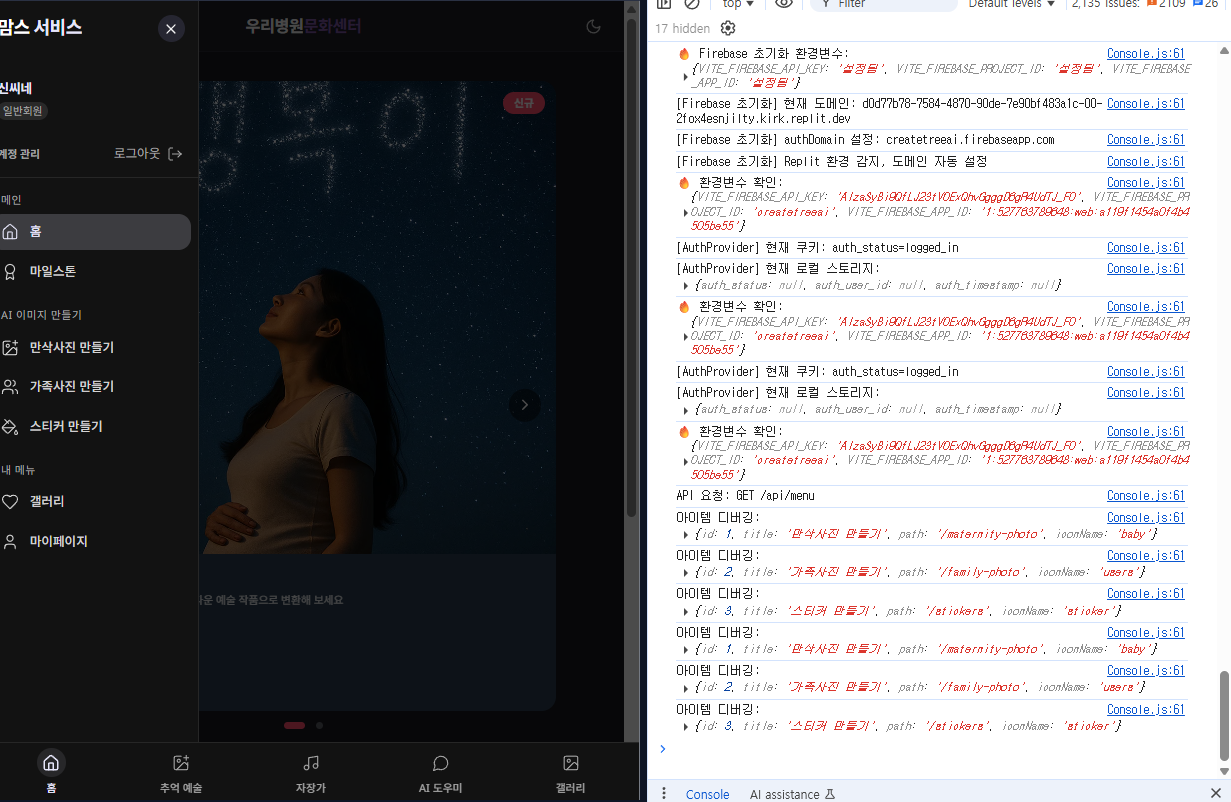 맘스 서비스
신씨네
일반회원
계정 관리
로그아웃
메인
홈
마일스톤
AI 이미지 만들기
만삭사진 만들기
가족사진 만들기
스티커 만들기
내 메뉴
갤러리
마이페이지
우리병원문화센터
신규
다운 예술 작품으로 변환해 보세요
홈
추억 예술
자장가
AI 도우미
갤러리
top
Filter
Default levels
2,135 Issues: 2109 26
17 hidden
🔥 Firebase 초기화 환경변수: Console.js:61
{VITE_FIREBASE_API_KEY: '설정됨', VITE_FIREBASE_PROJECT_ID: '설정됨', VITE_FIREBASE
_APP_ID: '설정됨'}
[Firebase 초기화] 현재 도메인: d0d77b78-7584-4870-90de-7e90bf483a1c-00- Console.js:61
2fox4esnjilty.kirk.replit.dev
[Firebase 초기화] authDomain 설정: createtreeai.firebaseapp.com Console.js:61
[Firebase 초기화] Replit 환경 감지, 도메인 자동 설정 Console.js:61
🔥 환경변수 확인: Console.js:61
{VITE_FIREBASE_API_KEY: VITE_FIREBASE_PR
OJECT_ID: 'createtreeai', VITE_FIREBASE_APP_ID:
[AuthProvider] 현재 쿠키: auth_status=logged_in Console.js:61
[AuthProvider] 현재 로컬 스토리지: Console.js:61
{auth_status: null, auth_user_id: null, auth_timestamp: null}
🔥 환경변수 확인: Console.js:61
{VITE_FIREBASE_API_KEY: VITE_FIREBASE_PR
OJECT_ID: 'createtreeai', VITE_FIREBASE_APP_ID:
[AuthProvider] 현재 쿠키: auth_status=logged_in Console.js:61
[AuthProvider] 현재 로컬 스토리지: Console.js:61
{auth_status: null, auth_user_id: null, auth_timestamp: null}
🔥 환경변수 확인: Console.js:61
{VITE_FIREBASE_API_KEY: VITE_FIREBASE_PR
OJECT_ID: 'createtreeai', VITE_FIREBASE_APP_ID:
API 요청: GET /api/menu Console.js:61
아이템 디버깅: Console.js:61
{id: 1, title: '만삭사진 만들기', path: '/maternity-photo', iconName: 'baby'}
아이템 디버깅: Console.js:61
{id: 2, title: '가족사진 만들기', path: '/family-photo', iconName: 'users'}
아이템 디버깅: Console.js:61
{id: 3, title: '스티커 만들기', path: '/stickers', iconName: 'sticker'}
아이템 디버깅: Console.js:61
{id: 1, title: '만삭사진 만들기', path: '/maternity-photo', iconName: 'baby'}
아이템 디버깅: Console.js:61
{id: 2, title: '가족사진 만들기', path: '/family-photo', iconName: 'users'}
아이템 디버깅: Console.js:61
{id: 3, title: '스티커 만들기', path: '/stickers', iconName: 'sticker'}
Console
AI assistance